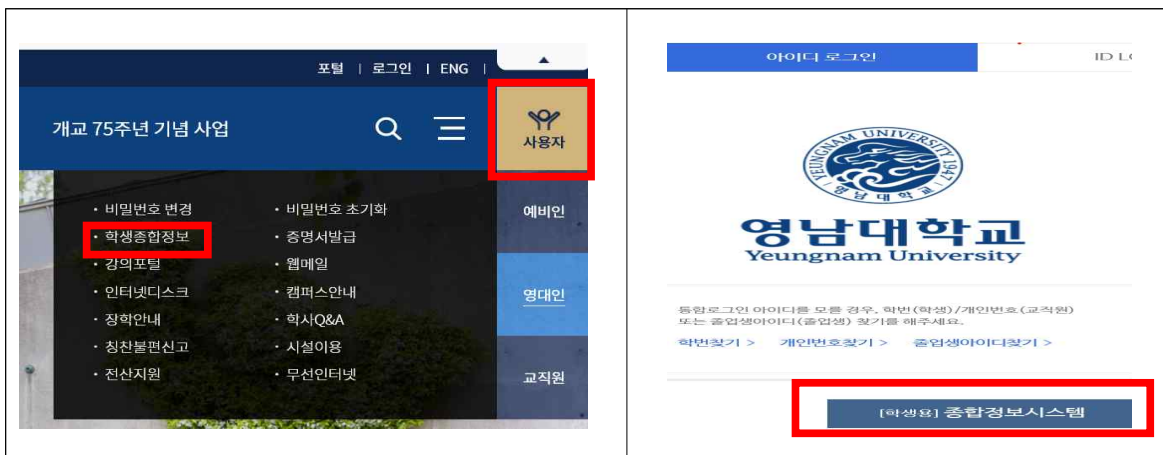 포털 | 로그인 | ENG |
개교 75주년 기념 사업
사용자
· 비밀번호 변경
· 학생종합정보
· 강의포털
· 인터넷디스크
· 장학안내
· 칭찬불편신고
· 전산지원
· 비밀번호 초기화
· 증명서발급
· 웹메일
· 캠퍼스안내
· 학사Q&A
· 시설이용
· 무선인터넷
예비인
영대인
교직원
아이디 로그인
ID L
YEUNGNAM UNIVERSITY 1947
영남대학교
영남대학교
Yeungnam University
통합로그인 아이디를 모를 경우, 학번(학생)/개인번호(교직원)
또는 졸업생아이디(졸업생) 찾기를 해주세요.
학번찾기 > 개인번호찾기 > 졸업생아이디찾기 >
[학생용] 종합정보시스템